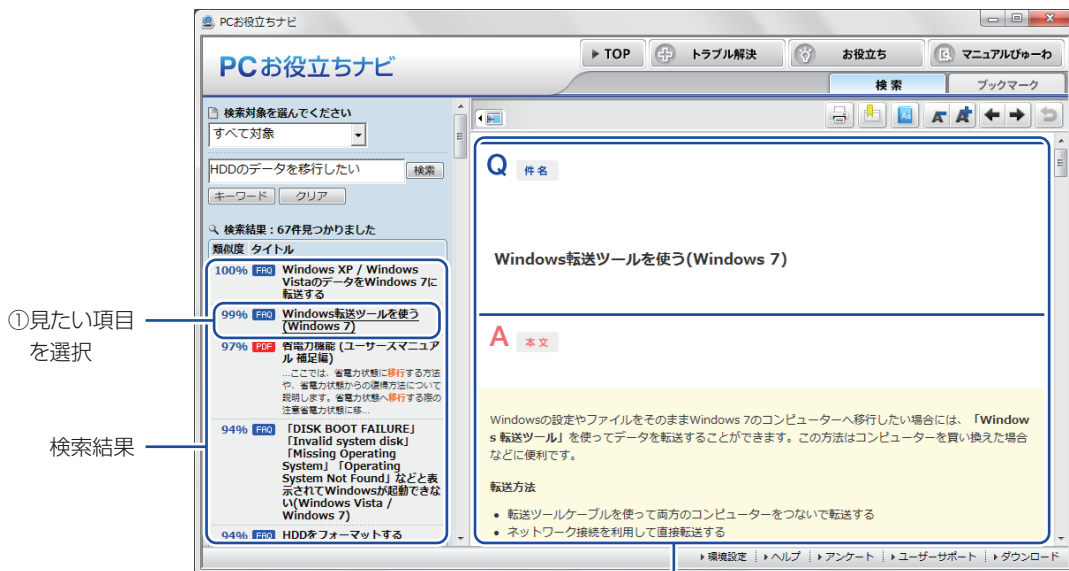 PCお役立ちナビ
PCお役立ちナビ
TOP
トラブル解決
お役立ち
マニュアルびゅーわ
検索
ブックマーク
検索対象を選んでください
すべて対象
HDDのデータを移行したい
検索
キーワード
クリア
検索結果：67件見つかりました
類似度 タイトル
100% FAQ Windows XP / Windows
VistaのデータをWindows 7に
転送する
99% FAQ Windows転送ツールを使う
(Windows 7)
97% PDF 省電力機能 (ユーザーズマニュア
ル 補足編)
...ここでは、省電力状態に移行する方法
や、省電力状態からの復帰方法について
説明します。省電力状態へ移行する際の
注意省電力状態に移...
94% FAQ 「DISK BOOT FAILURE」
「Invalid system disk」
「Missing Operating
System」「Operating
System Not Found」などと表
示されてWindowsが起動できな
い(Windows Vista /
Windows 7)
94% FAQ HDDをフォーマットする
①見たい項目
を選択
検索結果
Aa
A
A
Q 件名
Windows転送ツールを使う(Windows 7)
A 本文
Windowsの設定やファイルをそのままWindows 7のコンピューターへ移行したい場合には、「Window
s 転送ツール」を使ってデータを転送することができます。この方法はコンピューターを買い換えた場合
などに便利です。
転送方法
• 転送ツールケーブルを使って両方のコンピューターをつないで転送する
• ネットワーク接続を利用して直接転送する
環境設定
ヘルプ
アンケート
ユーザーサポート
ダウンロード